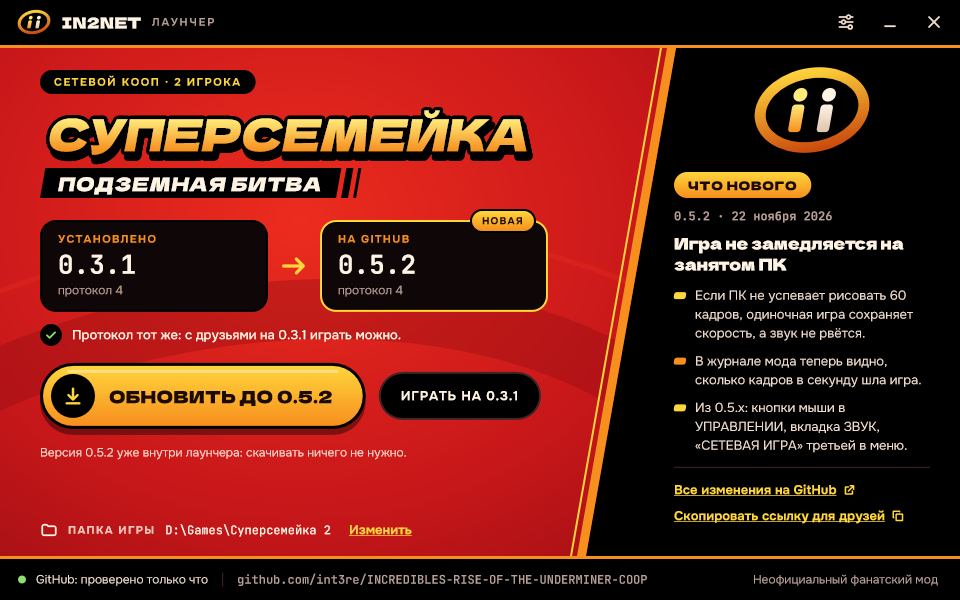 IN2NET ЛАУНЧЕР
СЕТЕВОЙ КООП · 2 ИГРОКА
СУПЕРСЕМЕЙКА
ПОДЗЕМНАЯ БИТВА
УСТАНОВЛЕНО
0.3.1
протокол 4
НОВАЯ
НА GITHUB
0.5.2
протокол 4
Протокол тот же: с друзьями на 0.3.1 играть можно.
ОБНОВИТЬ ДО 0.5.2
ИГРАТЬ НА 0.3.1
Версия 0.5.2 уже внутри лаунчера: скачивать ничего не нужно.
ПАПКА ИГРЫ D:\Games\Суперсемейка 2 Изменить
ii
ЧТО НОВОГО
0.5.2 · 22 ноября 2026
Игра не замедляется на
занятом ПК
Если ПК не успевает рисовать 60
кадров, одиночная игра сохраняет
скорость, а звук не рвётся.
В журнале мода теперь видно,
сколько кадров в секунду шла игра.
Из 0.5.x: кнопки мыши в
УПРАВЛЕНИИ, вкладка ЗВУК,
«СЕТЕВАЯ ИГРА» третьей в меню.
Все изменения на GitHub
Скопировать ссылку для друзей
GitHub: проверено только что
github.com/int3re/INCREDIBLES-RISE-OF-THE-UNDERMINER-COOP
Неофициальный фанатский мод